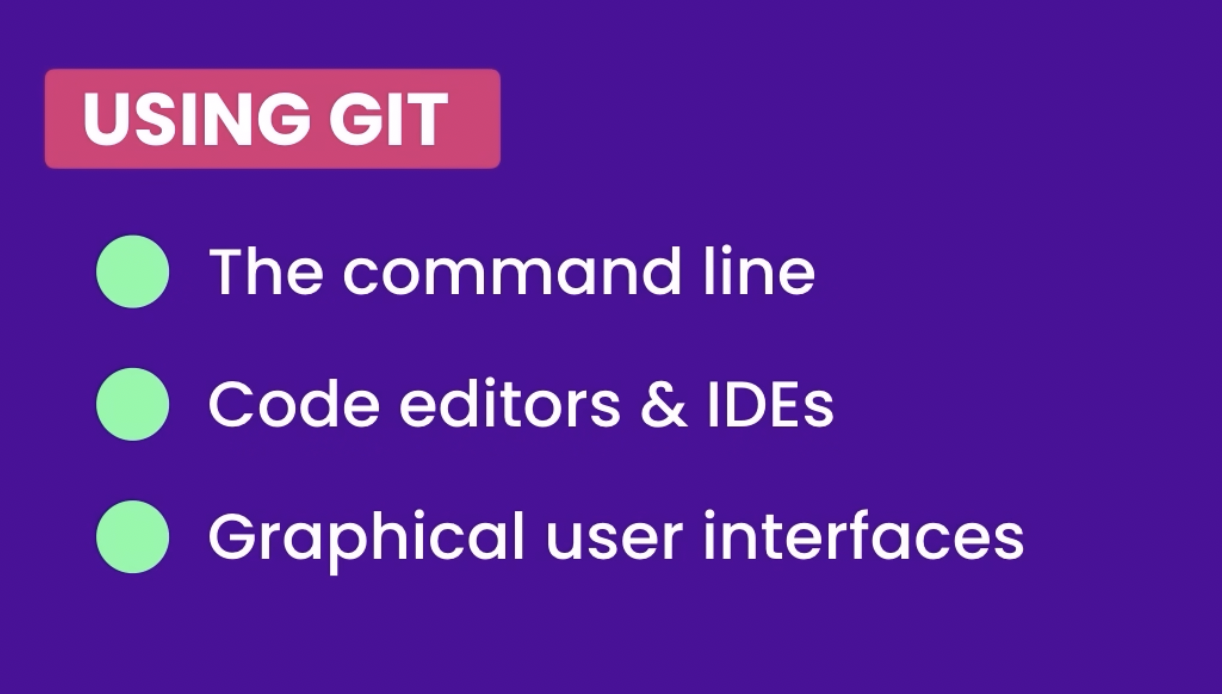 USING GIT
The command line
Code editors & IDEs
Graphical user interfaces